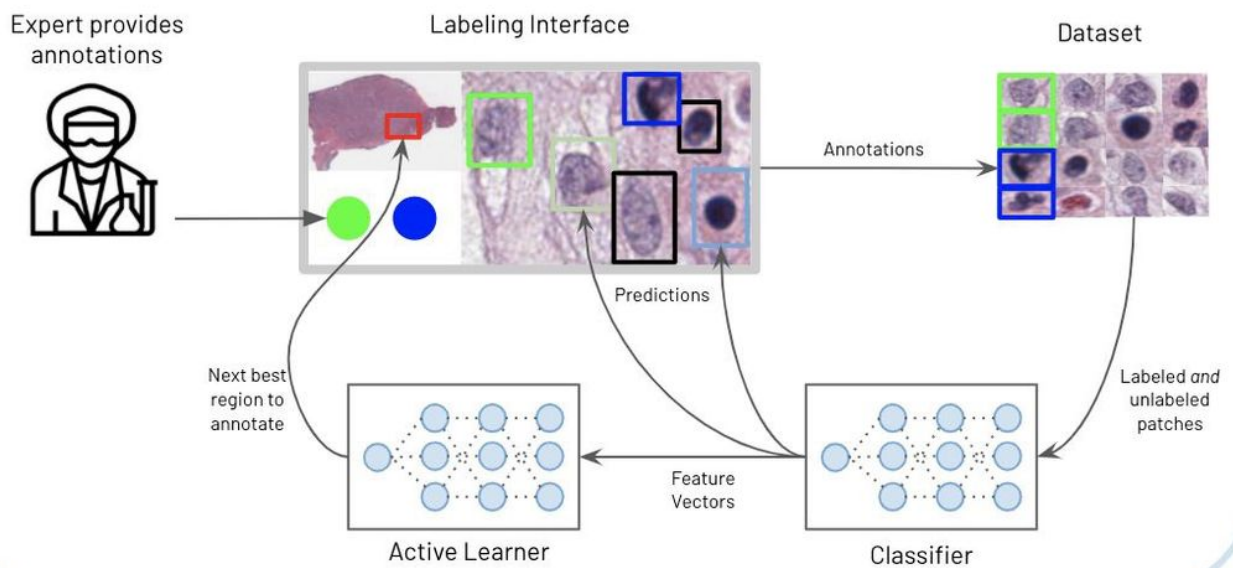 Expert provides
annotations
Labeling Interface
Dataset
Annotations
Predictions
Next best
region to
annotate
Labeled and
unlabeled
patches
Feature
Vectors
Active Learner
Classifier